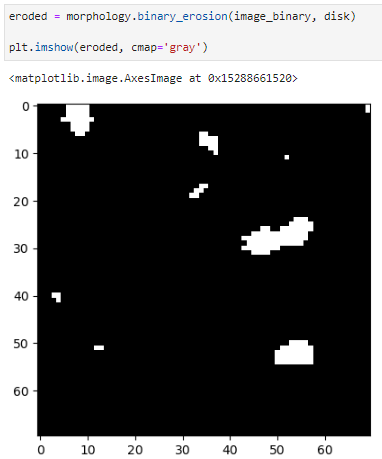 eroded = morphology.binary_erosion(image_binary, disk)
plt.imshow(eroded, cmap='gray')
<matplotlib.image.AxesImage at 0x15288661520>
0
10
20
30
40
50
60
0 10 20 30 40 50 60